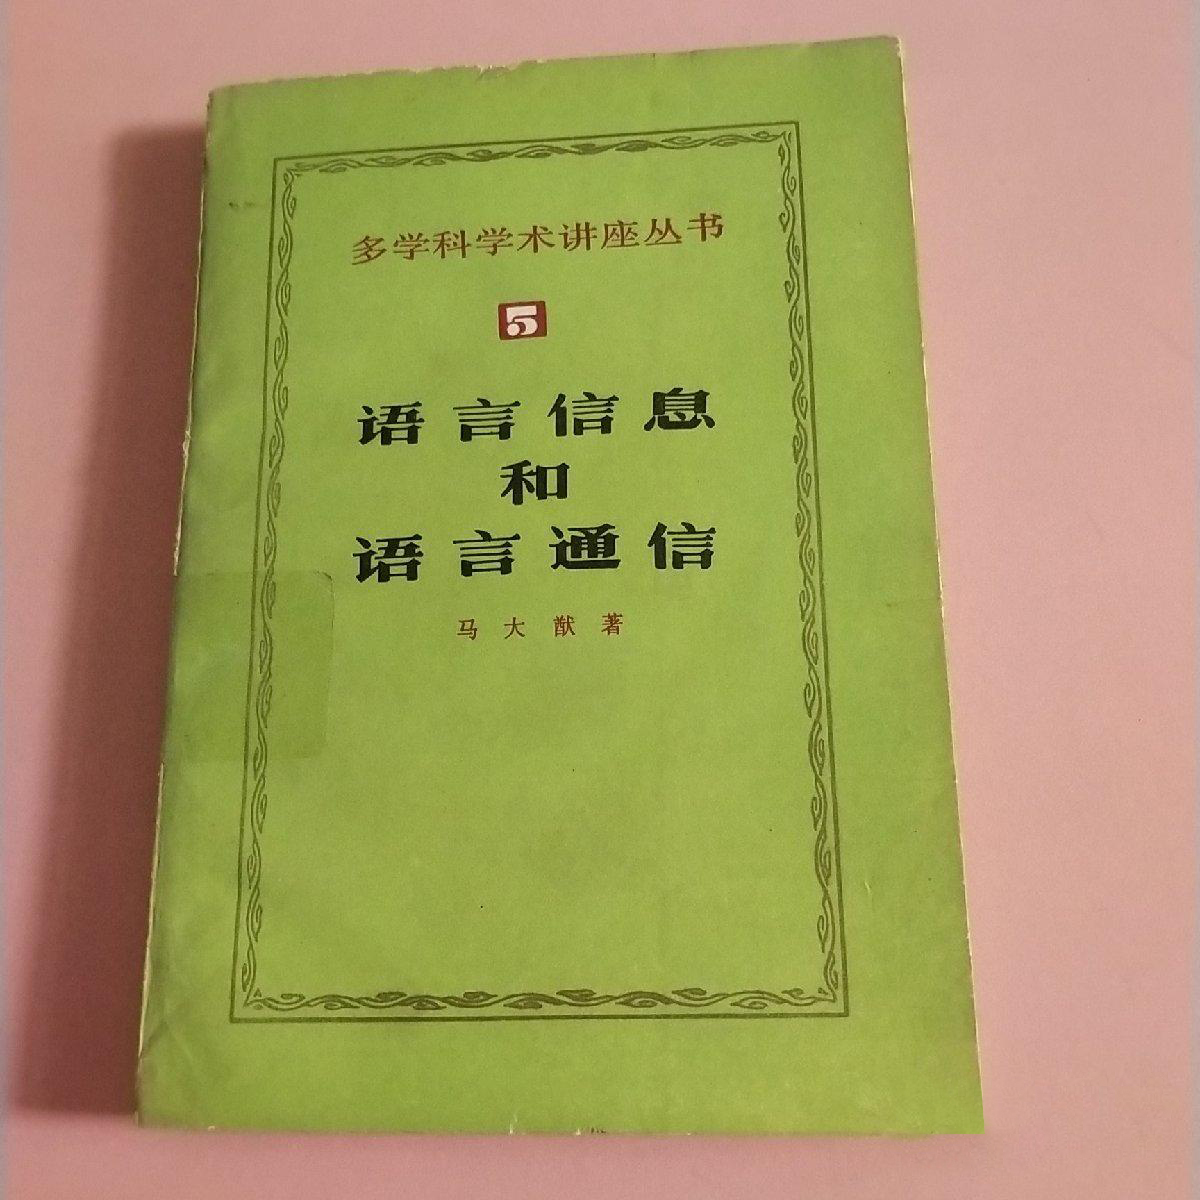 多学科学术讲座丛书
5
语言信息
和
语言通信
马大猷著